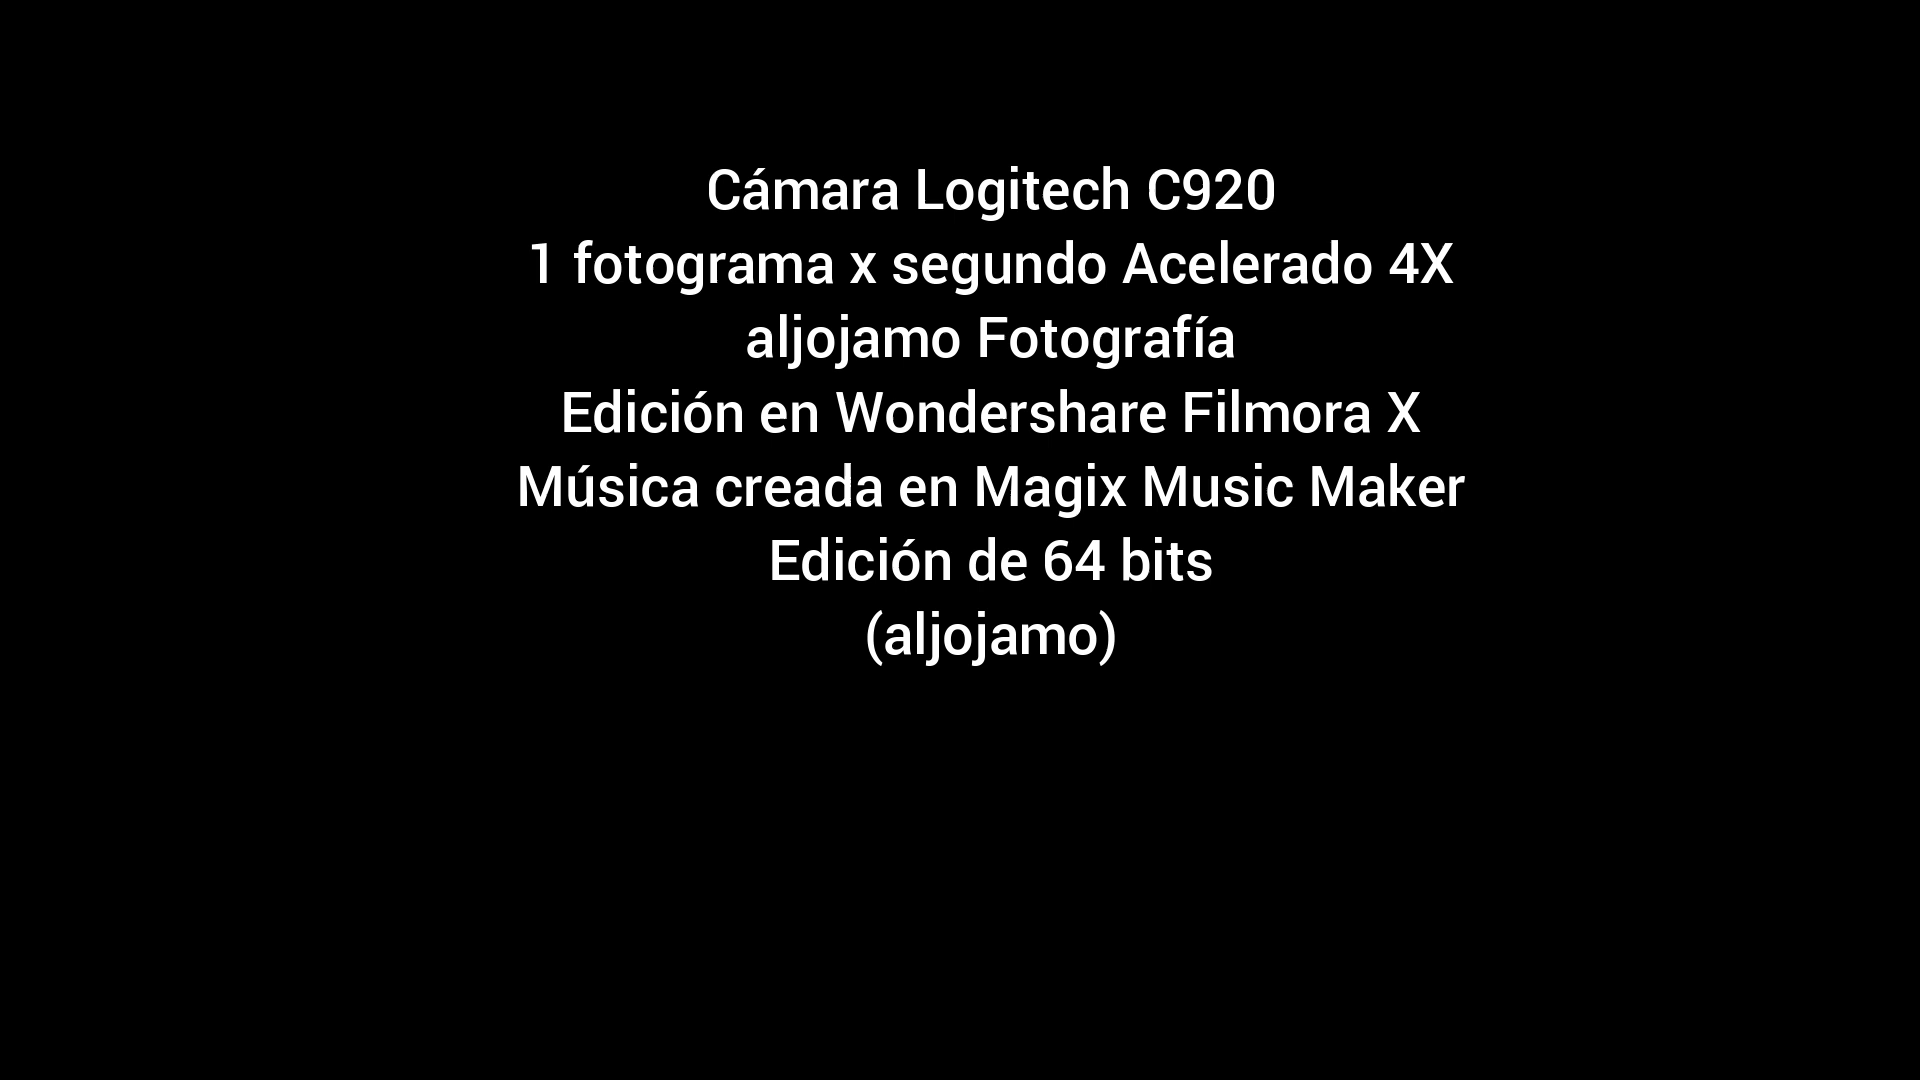 Cámara Logitech C920
1 fotograma x segundo Acelerado 4X
aljojamo Fotografía
Edición en Wondershare Filmora X
Música creada en Magix Music Maker
Edición de 64 bits
(aljojamo)